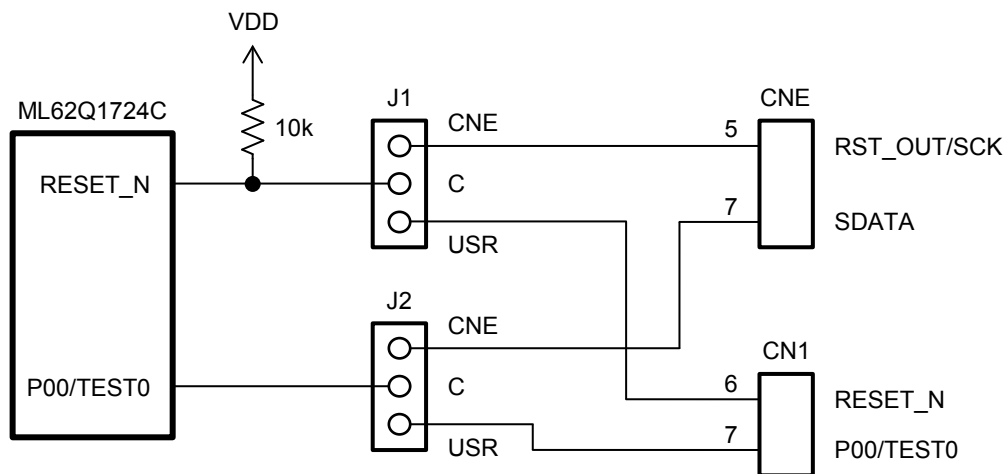 VDD
ML62Q1724C
10k
J1
CNE
C
USR
CNE
5
RST_OUT/SCK
7
SDATA
RESET_N
J2
CNE
C
USR
P00/TEST0
CN1
6
RESET_N
7
P00/TEST0